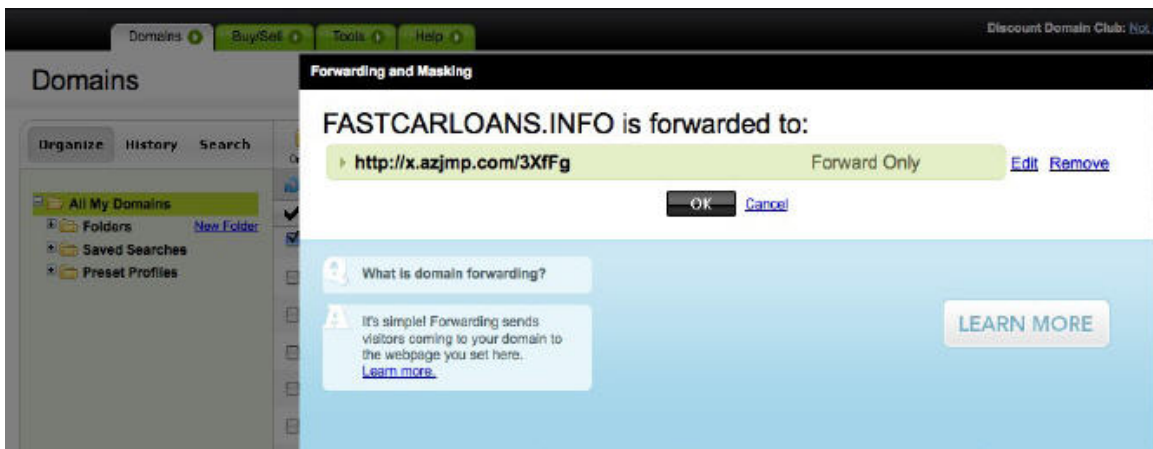 Domains Buy/Sell Tools Help
Discount Domain Club: Not
Domains
Forwarding and Masking
FASTCARLOANS.INFO is forwarded to:
http://x.azjmp.com/3XfFg Forward Only Edit Remove
OK Cancel
Organize History Search
All My Domains
Folders New Folder
Saved Searches
Preset Profiles
Q What is domain forwarding?
A It's simple! Forwarding sends
visitors coming to your domain to
the webpage you set here.
Learn more.
LEARN MORE